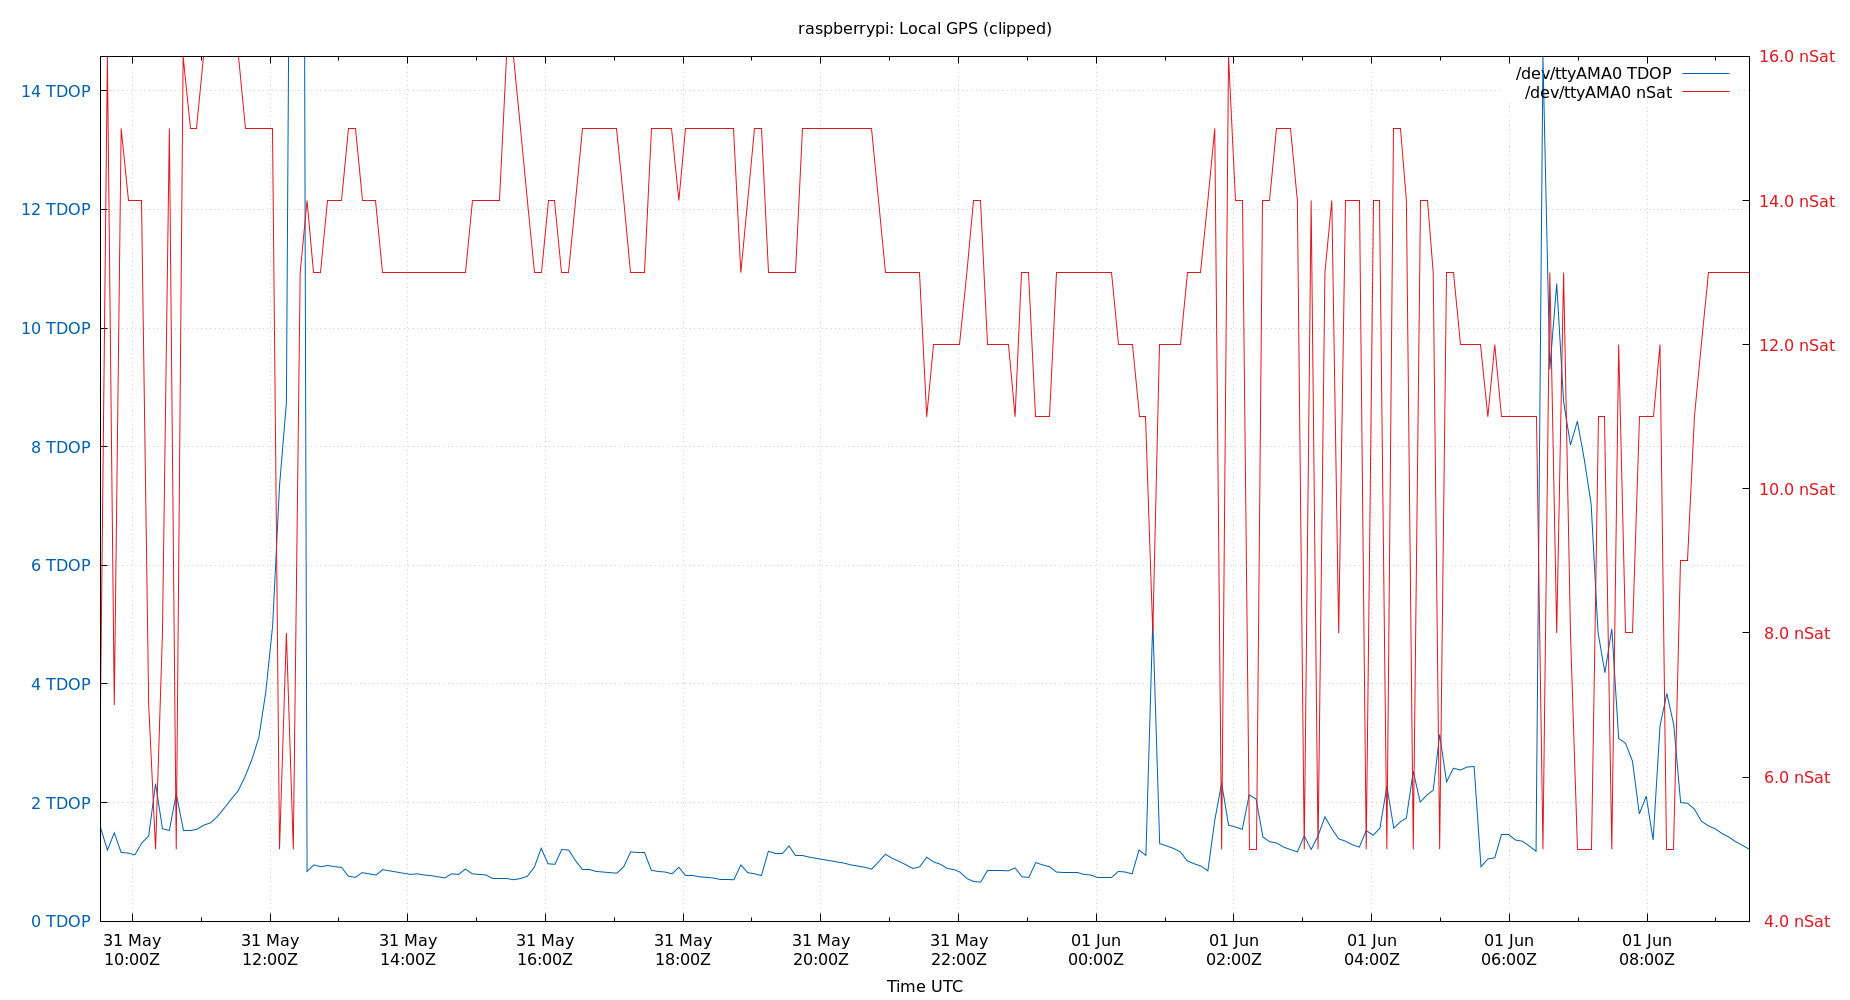 raspberrypi: Local GPS (clipped)
16.0 nSat
/dev/ttyAMA0 TDOP
14 TDOP
/dev/ttyAMA0 nSat
14.0 nSat
12 TDOP
10 TDOP
12.0 nSat
8 TDOP
10.0 nSat
6 TDOP
8.0 nSat
4 TDOP
6.0 nSat
2 TDOP
0 TDOP
4.0 nSat
31 May 31 May 31 May 31 May 31 May 31 May 31 May 01 Jun 01 Jun 01 Jun 01 Jun 01 Jun
10:00Z 12:00Z 14:00Z 16:00Z 18:00Z 20:00Z 22:00Z 00:00Z 02:00Z 04:00Z 06:00Z 08:00Z
Time UTC